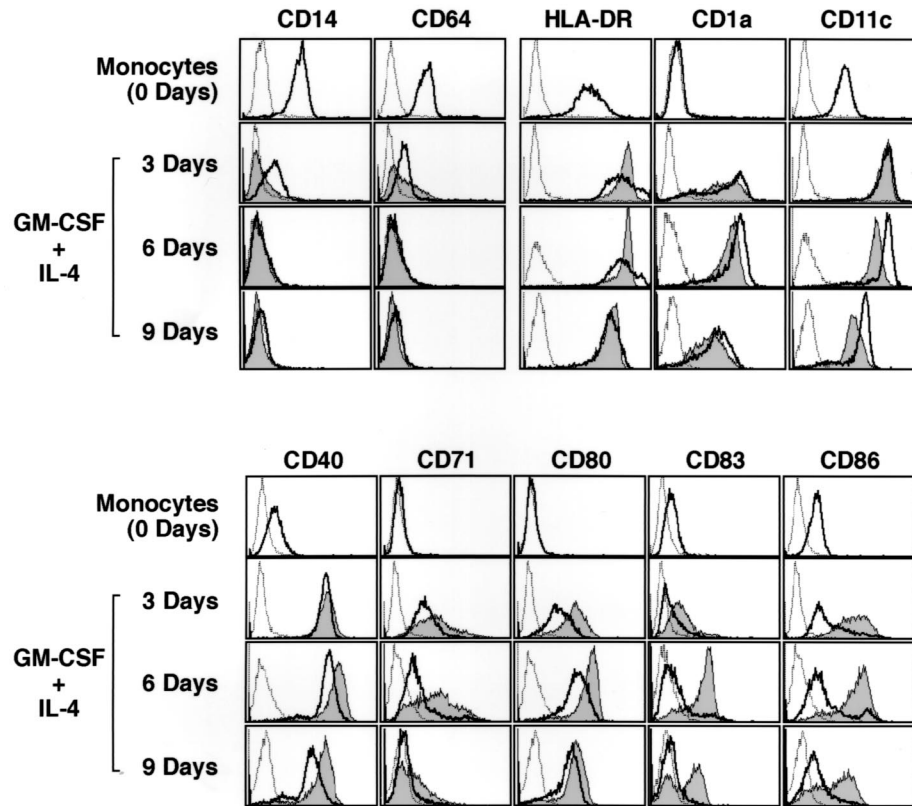 CD14 CD64 HLA-DR CD1a CD11c
Monocytes
(0 Days)
3 Days
GM-CSF
+
IL-4
6 Days
9 Days
CD40 CD71 CD80 CD83 CD86
Monocytes
(0 Days)
3 Days
GM-CSF
+
IL-4
6 Days
9 Days